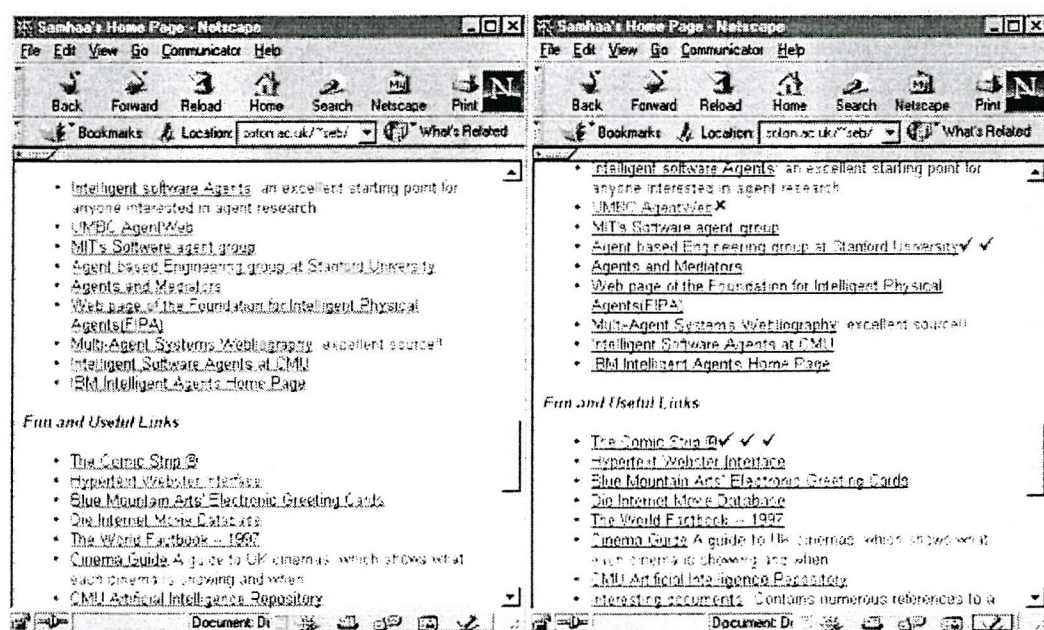 Samhaa's Home Page - Netscape
File Edit View Go Communicator Help
Back Forward Reload Home Search Netscape Print
Bookmarks Location: soton.ac.uk/~seb/ What's Related
Intelligent software Agents: an excellent starting point for
anyone interested in agent research
UMBC AgentWeb
MIT's Software agent group
Agent based Engineering group at Stanford University
Agents and Mediators
Web page of the Foundation for Intelligent Physical
Agents(FIPA)
Multi-Agent Systems Webliography: excellent source!!
Intelligent Software Agents at CMU
IBM Intelligent Agents Home Page
Fun and Useful Links
The Comic Strip ®
Hypertext Webster Interface
Blue Mountain Arts' Electronic Greeting Cards
Die Internet Movie Database
The World Factbook -- 1997
Cinema Guide A guide to UK cinemas, which shows what
each cinema is showing and when
CMU Artificial Intelligence Repository
Document: Do
Samhaa's Home Page - Netscape
File Edit View Go Communicator Help
Back Forward Reload Home Search Netscape Print
Bookmarks Location: soton.ac.uk/~seb/ What's Related
Intelligent software Agents: an excellent starting point for
anyone interested in agent research
UMBC AgentWeb
MIT's Software agent group
Agent based Engineering group at Stanford University
Agents and Mediators
Web page of the Foundation for Intelligent Physical
Agents(FIPA)
Multi-Agent Systems Webliography: excellent source!!
Intelligent Software Agents at CMU
IBM Intelligent Agents Home Page
Fun and Useful Links
The Comic Strip ®
Hypertext Webster Interface
Blue Mountain Arts' Electronic Greeting Cards
Die Internet Movie Database
The World Factbook -- 1997
Cinema Guide A guide to UK cinemas, which shows what
each cinema is showing and when
CMU Artificial Intelligence Repository
Interesting documents: Contains numerous references to a
Document: Do